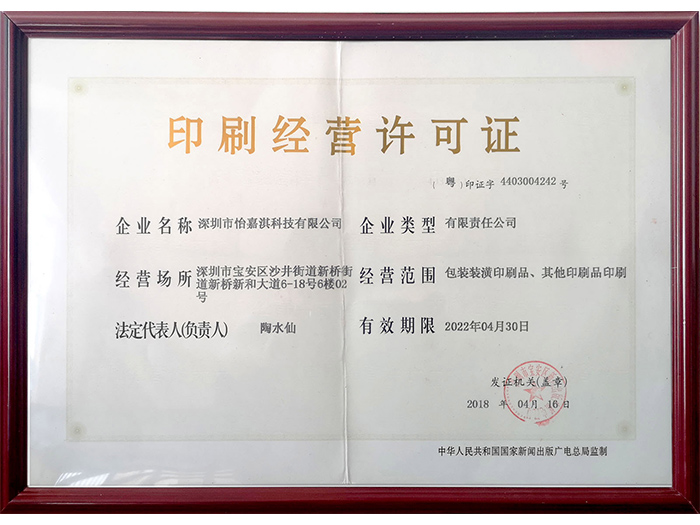 印刷经营许可证
（粤）印证字 4403004242 号
企业名称 深圳市怡嘉淇科技有限公司
企业类型 有限责任公司
经营场所 深圳市宝安区沙井街道新桥街
道新桥新和大道6-18号6楼02
号
经营范围 包装装潢印刷品、其他印刷品印刷
法定代表人(负责人) 陶水仙
有效期限 2022年04月30日
发证机关(盖章)
2018 年 04月 16日
中华人民共和国国家新闻出版广电总局监制